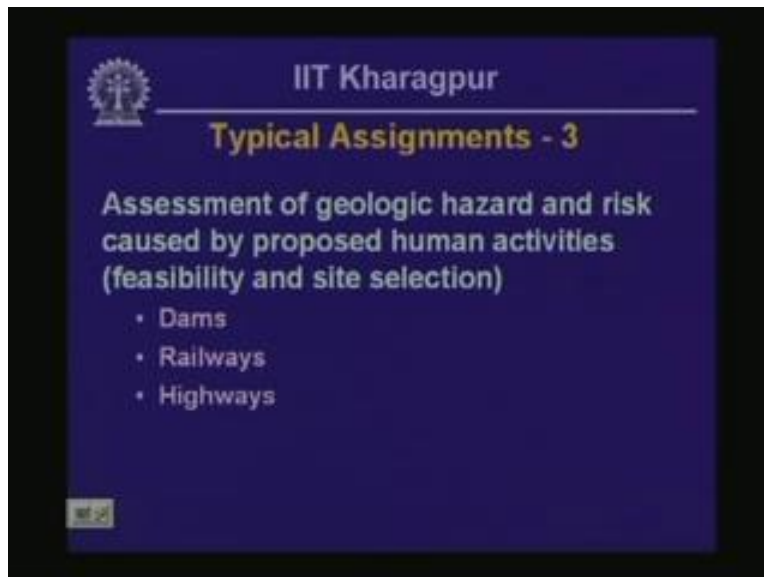 IIT Kharagpur
Typical Assignments - 3
Assessment of geologic hazard and risk
caused by proposed human activities
(feasibility and site selection)
• Dams
• Railways
• Highways